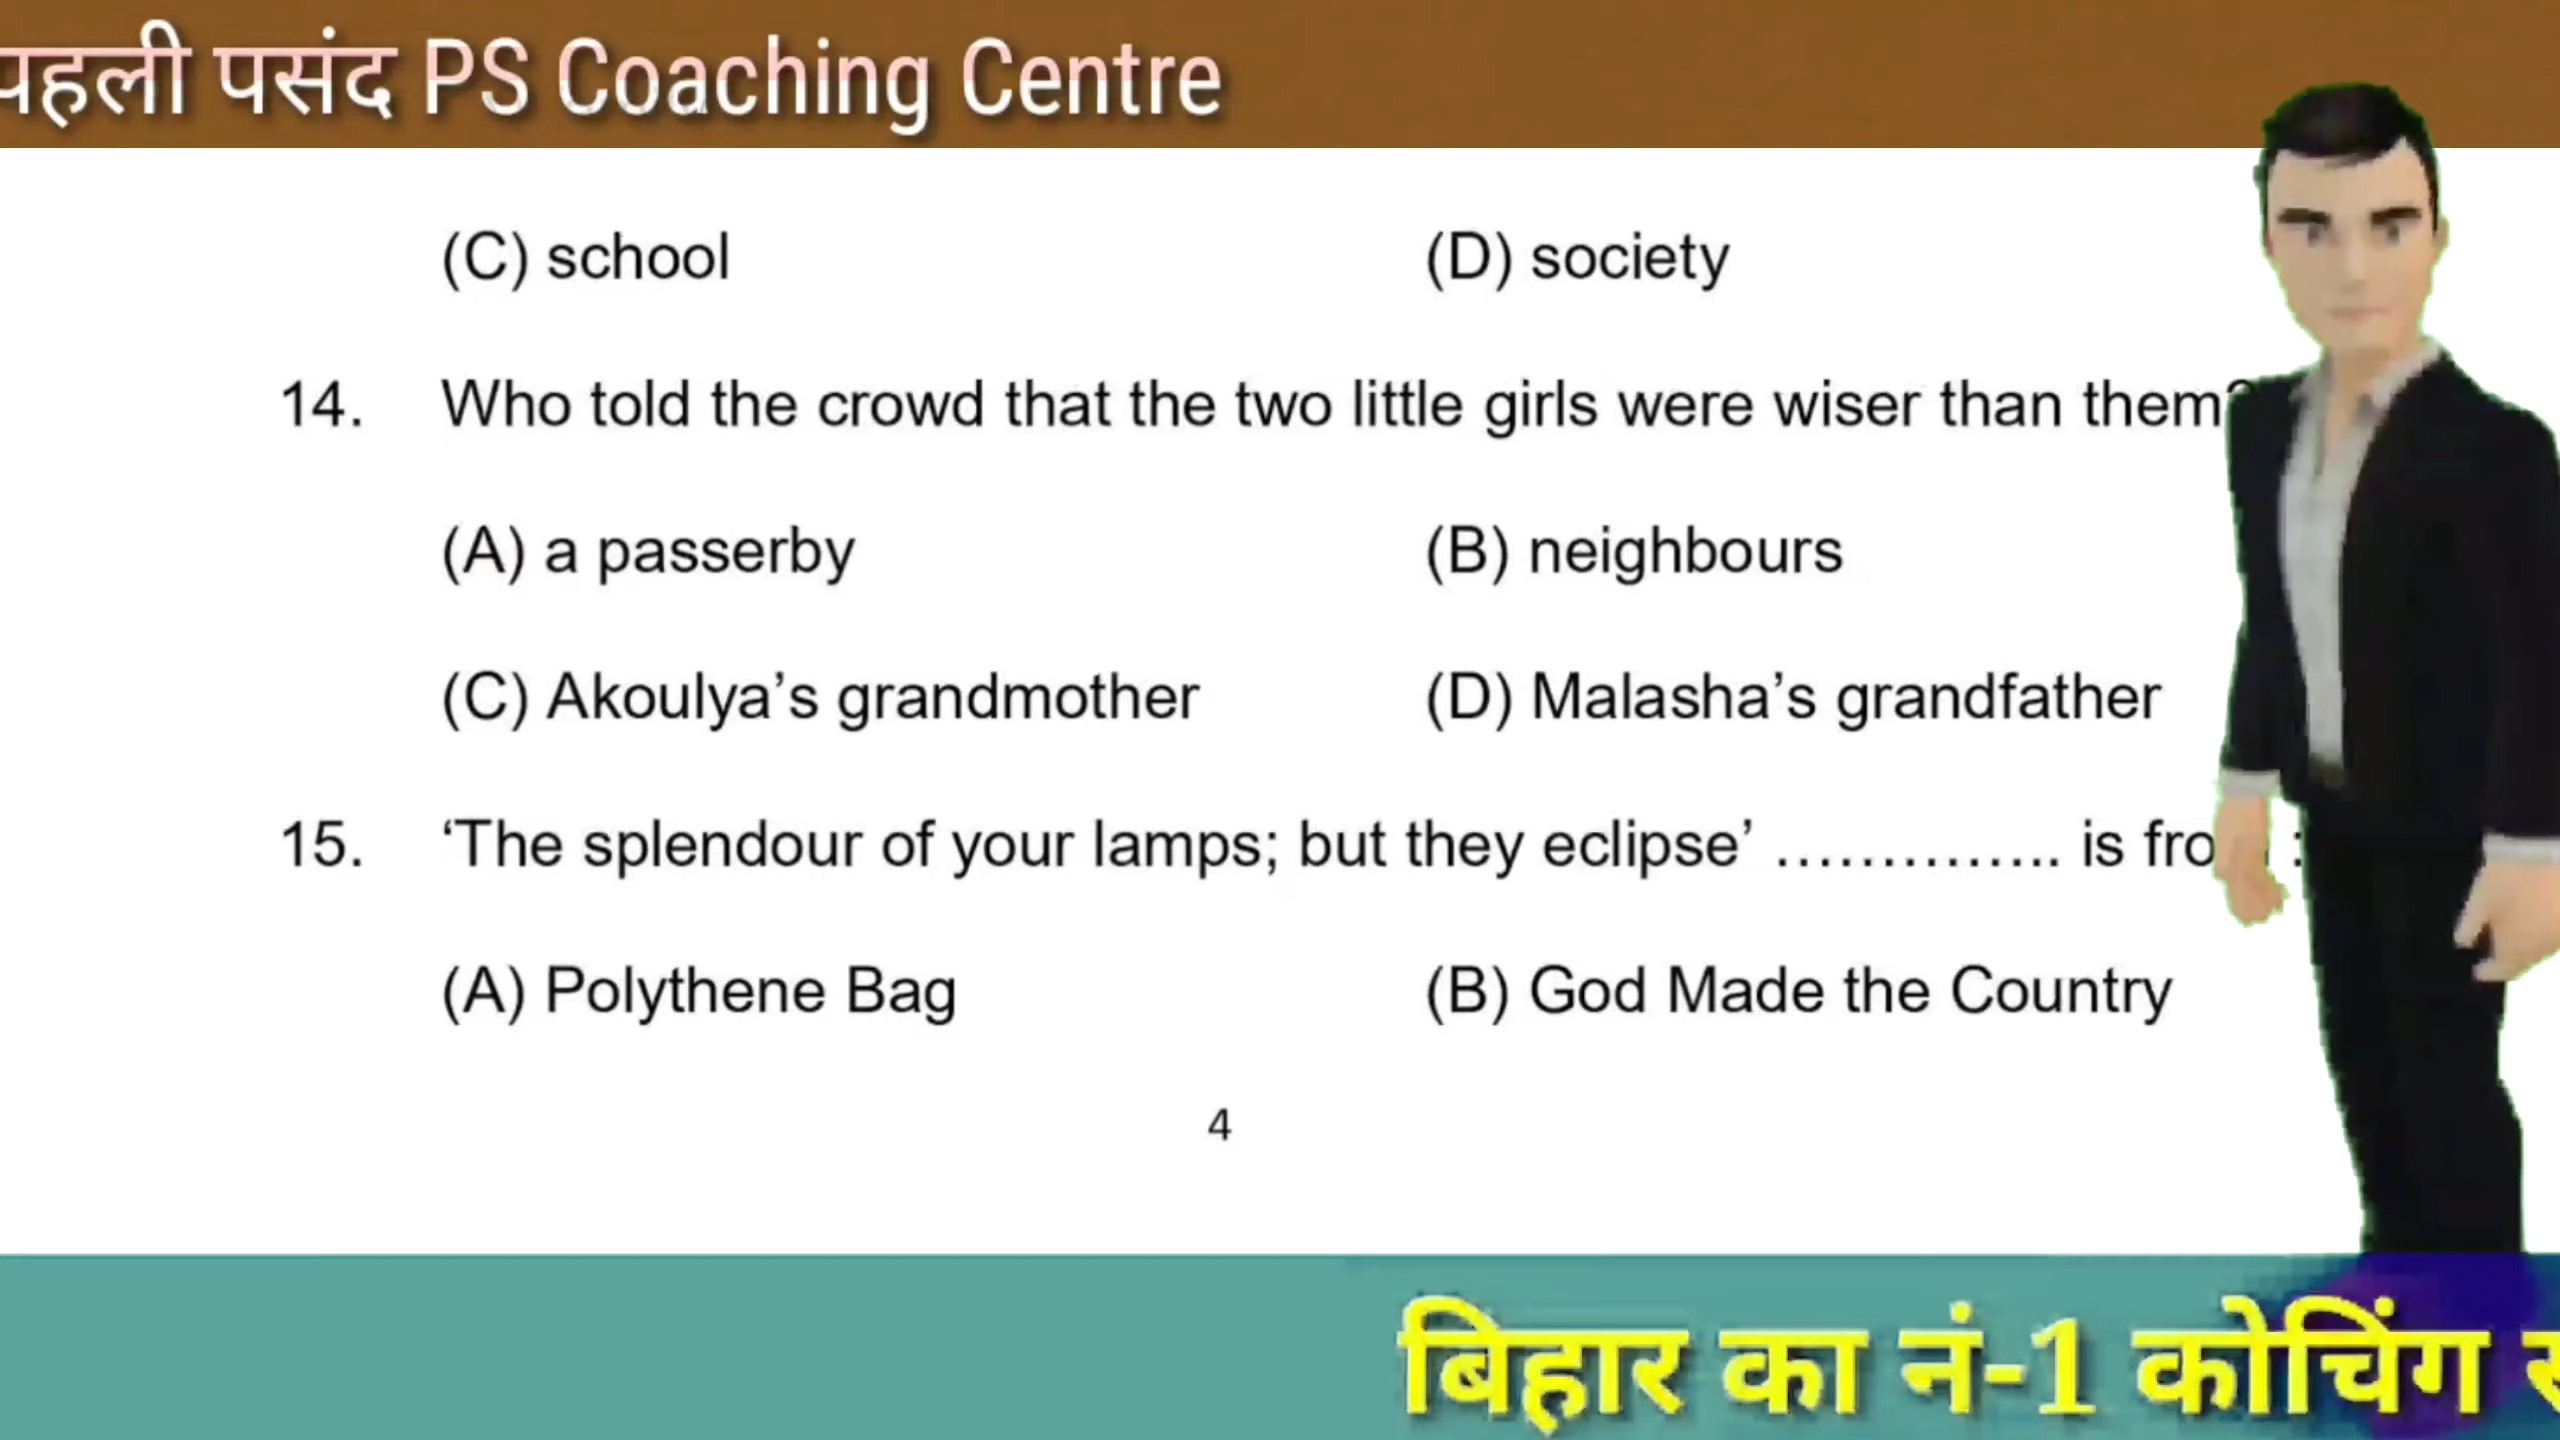 पहली पसंद PS Coaching Centre
(C) school (D) society
14. Who told the crowd that the two little girls were wiser than them?
(A) a passerby (B) neighbours
(C) Akoulya’s grandmother (D) Malasha’s grandfather
15. ‘The splendour of your lamps; but they eclipse’ .............. is fro :
(A) Polythene Bag (B) God Made the Country
4
बिहार का नं-1 कोचिंग